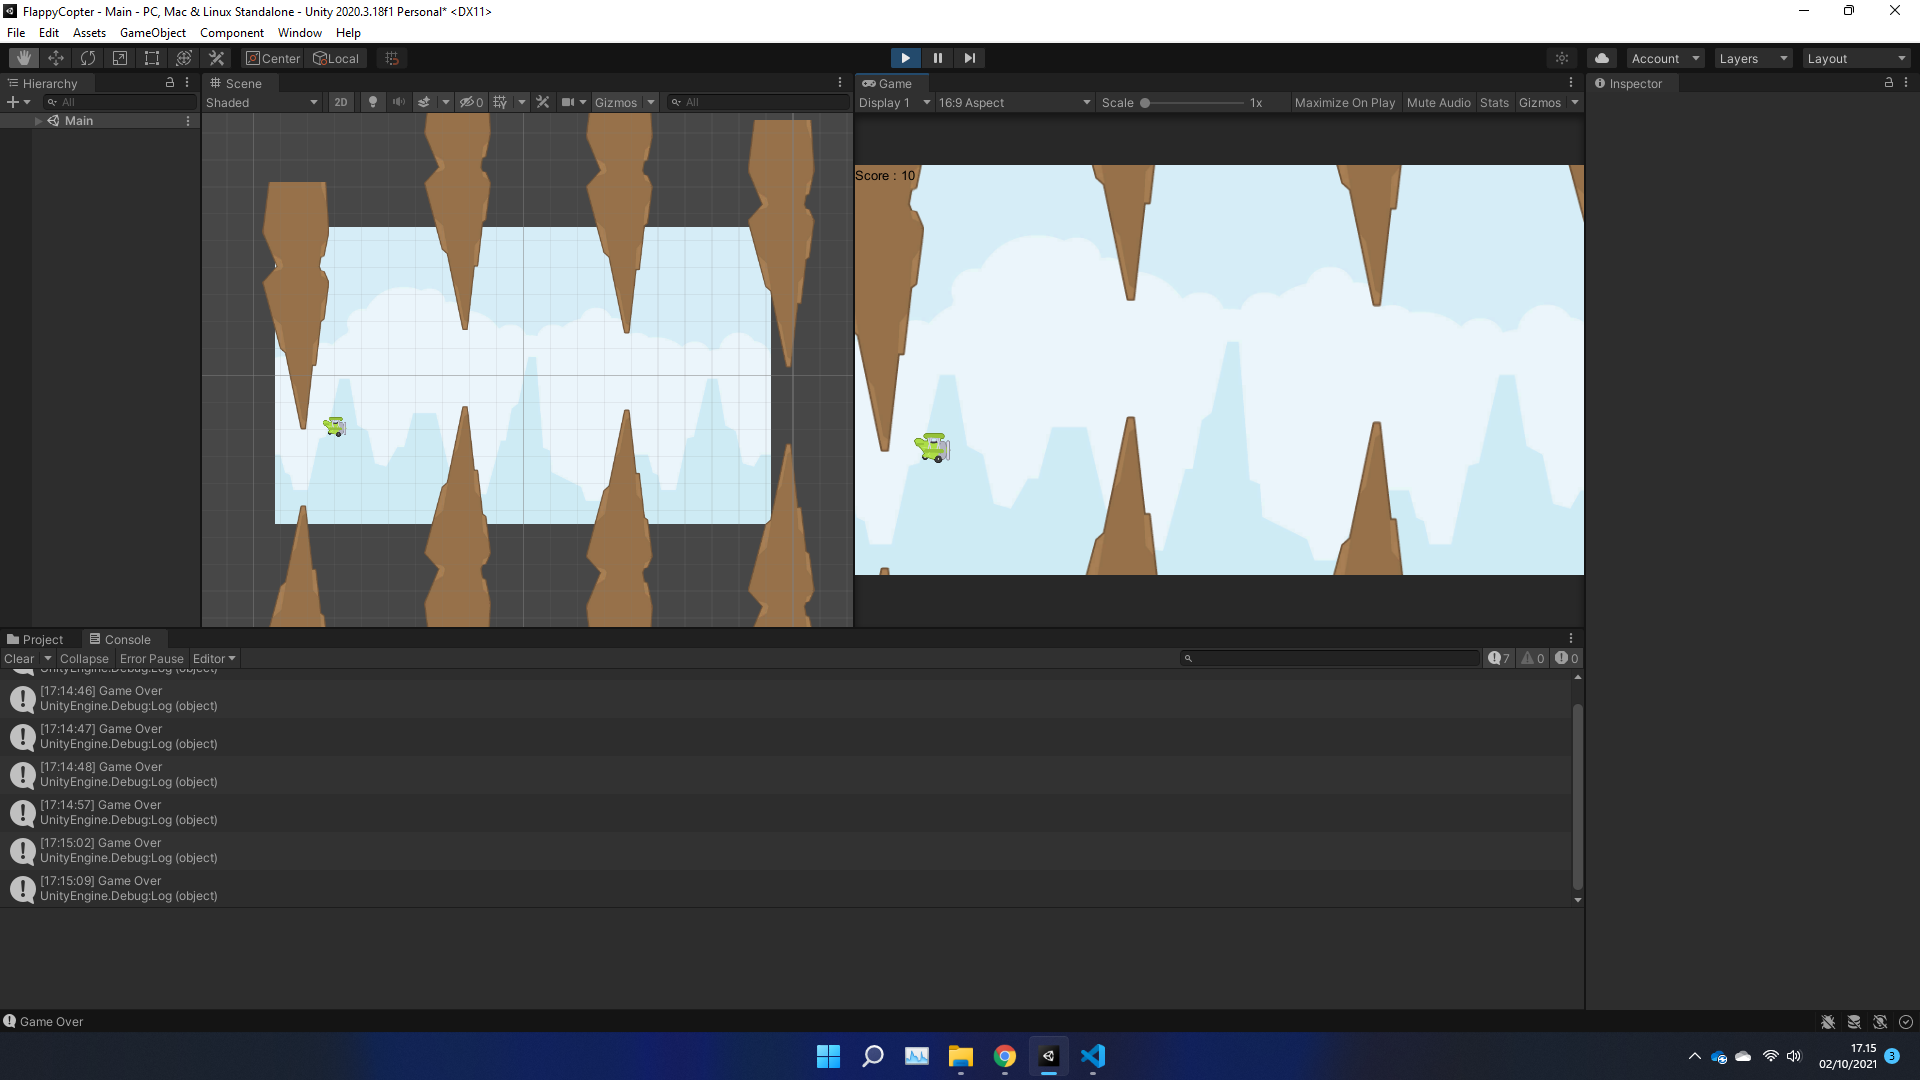 FlappyCopter - Main - PC, Mac & Linux Standalone - Unity 2020.3.18f1 Personal* <DX11>
File Edit Assets GameObject Component Window Help
Center Local Account Layers Layout
Hierarchy
All
Main
Scene
Shaded 2D 0 Gizmos All
Game
Display 1 16:9 Aspect Scale 1x Maximize On Play Mute Audio Stats Gizmos
Score : 10
Inspector
Project Console
Clear Collapse Error Pause Editor 7 0 0
UnityEngine.Debug:Log (object)
[17:14:46] Game Over
UnityEngine.Debug:Log (object)
[17:14:47] Game Over
UnityEngine.Debug:Log (object)
[17:14:48] Game Over
UnityEngine.Debug:Log (object)
[17:14:57] Game Over
UnityEngine.Debug:Log (object)
[17:15:02] Game Over
UnityEngine.Debug:Log (object)
[17:15:09] Game Over
UnityEngine.Debug:Log (object)
Game Over
17.15
02/10/2021
3